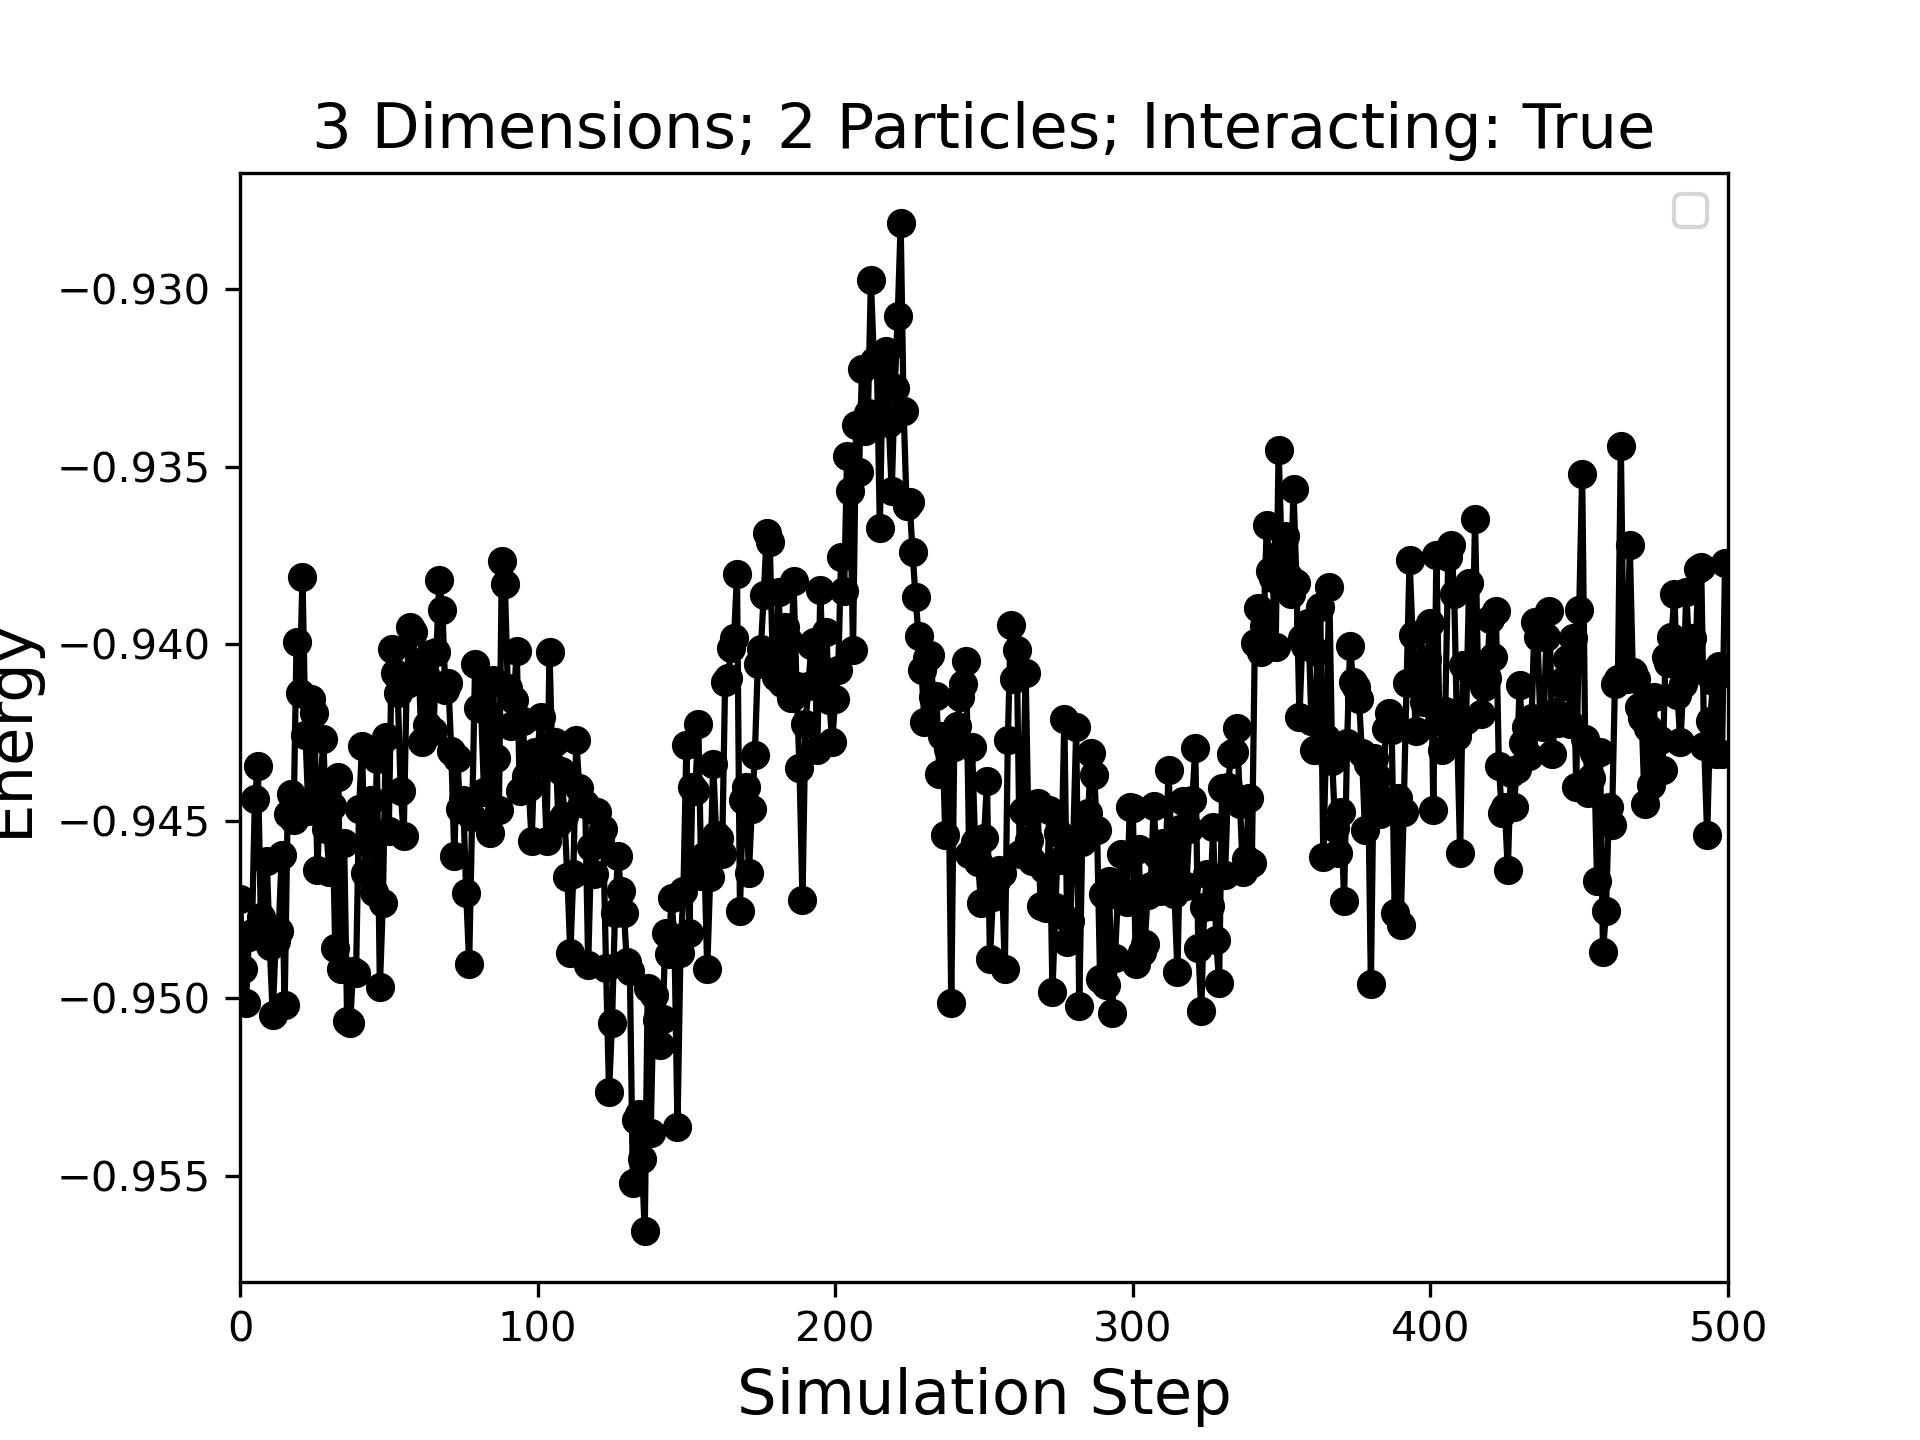 3 Dimensions; 2 Particles; Interacting: True
Energy
−0.930
−0.935
−0.940
−0.945
−0.950
−0.955
0 100 200 300 400 500
Simulation Step